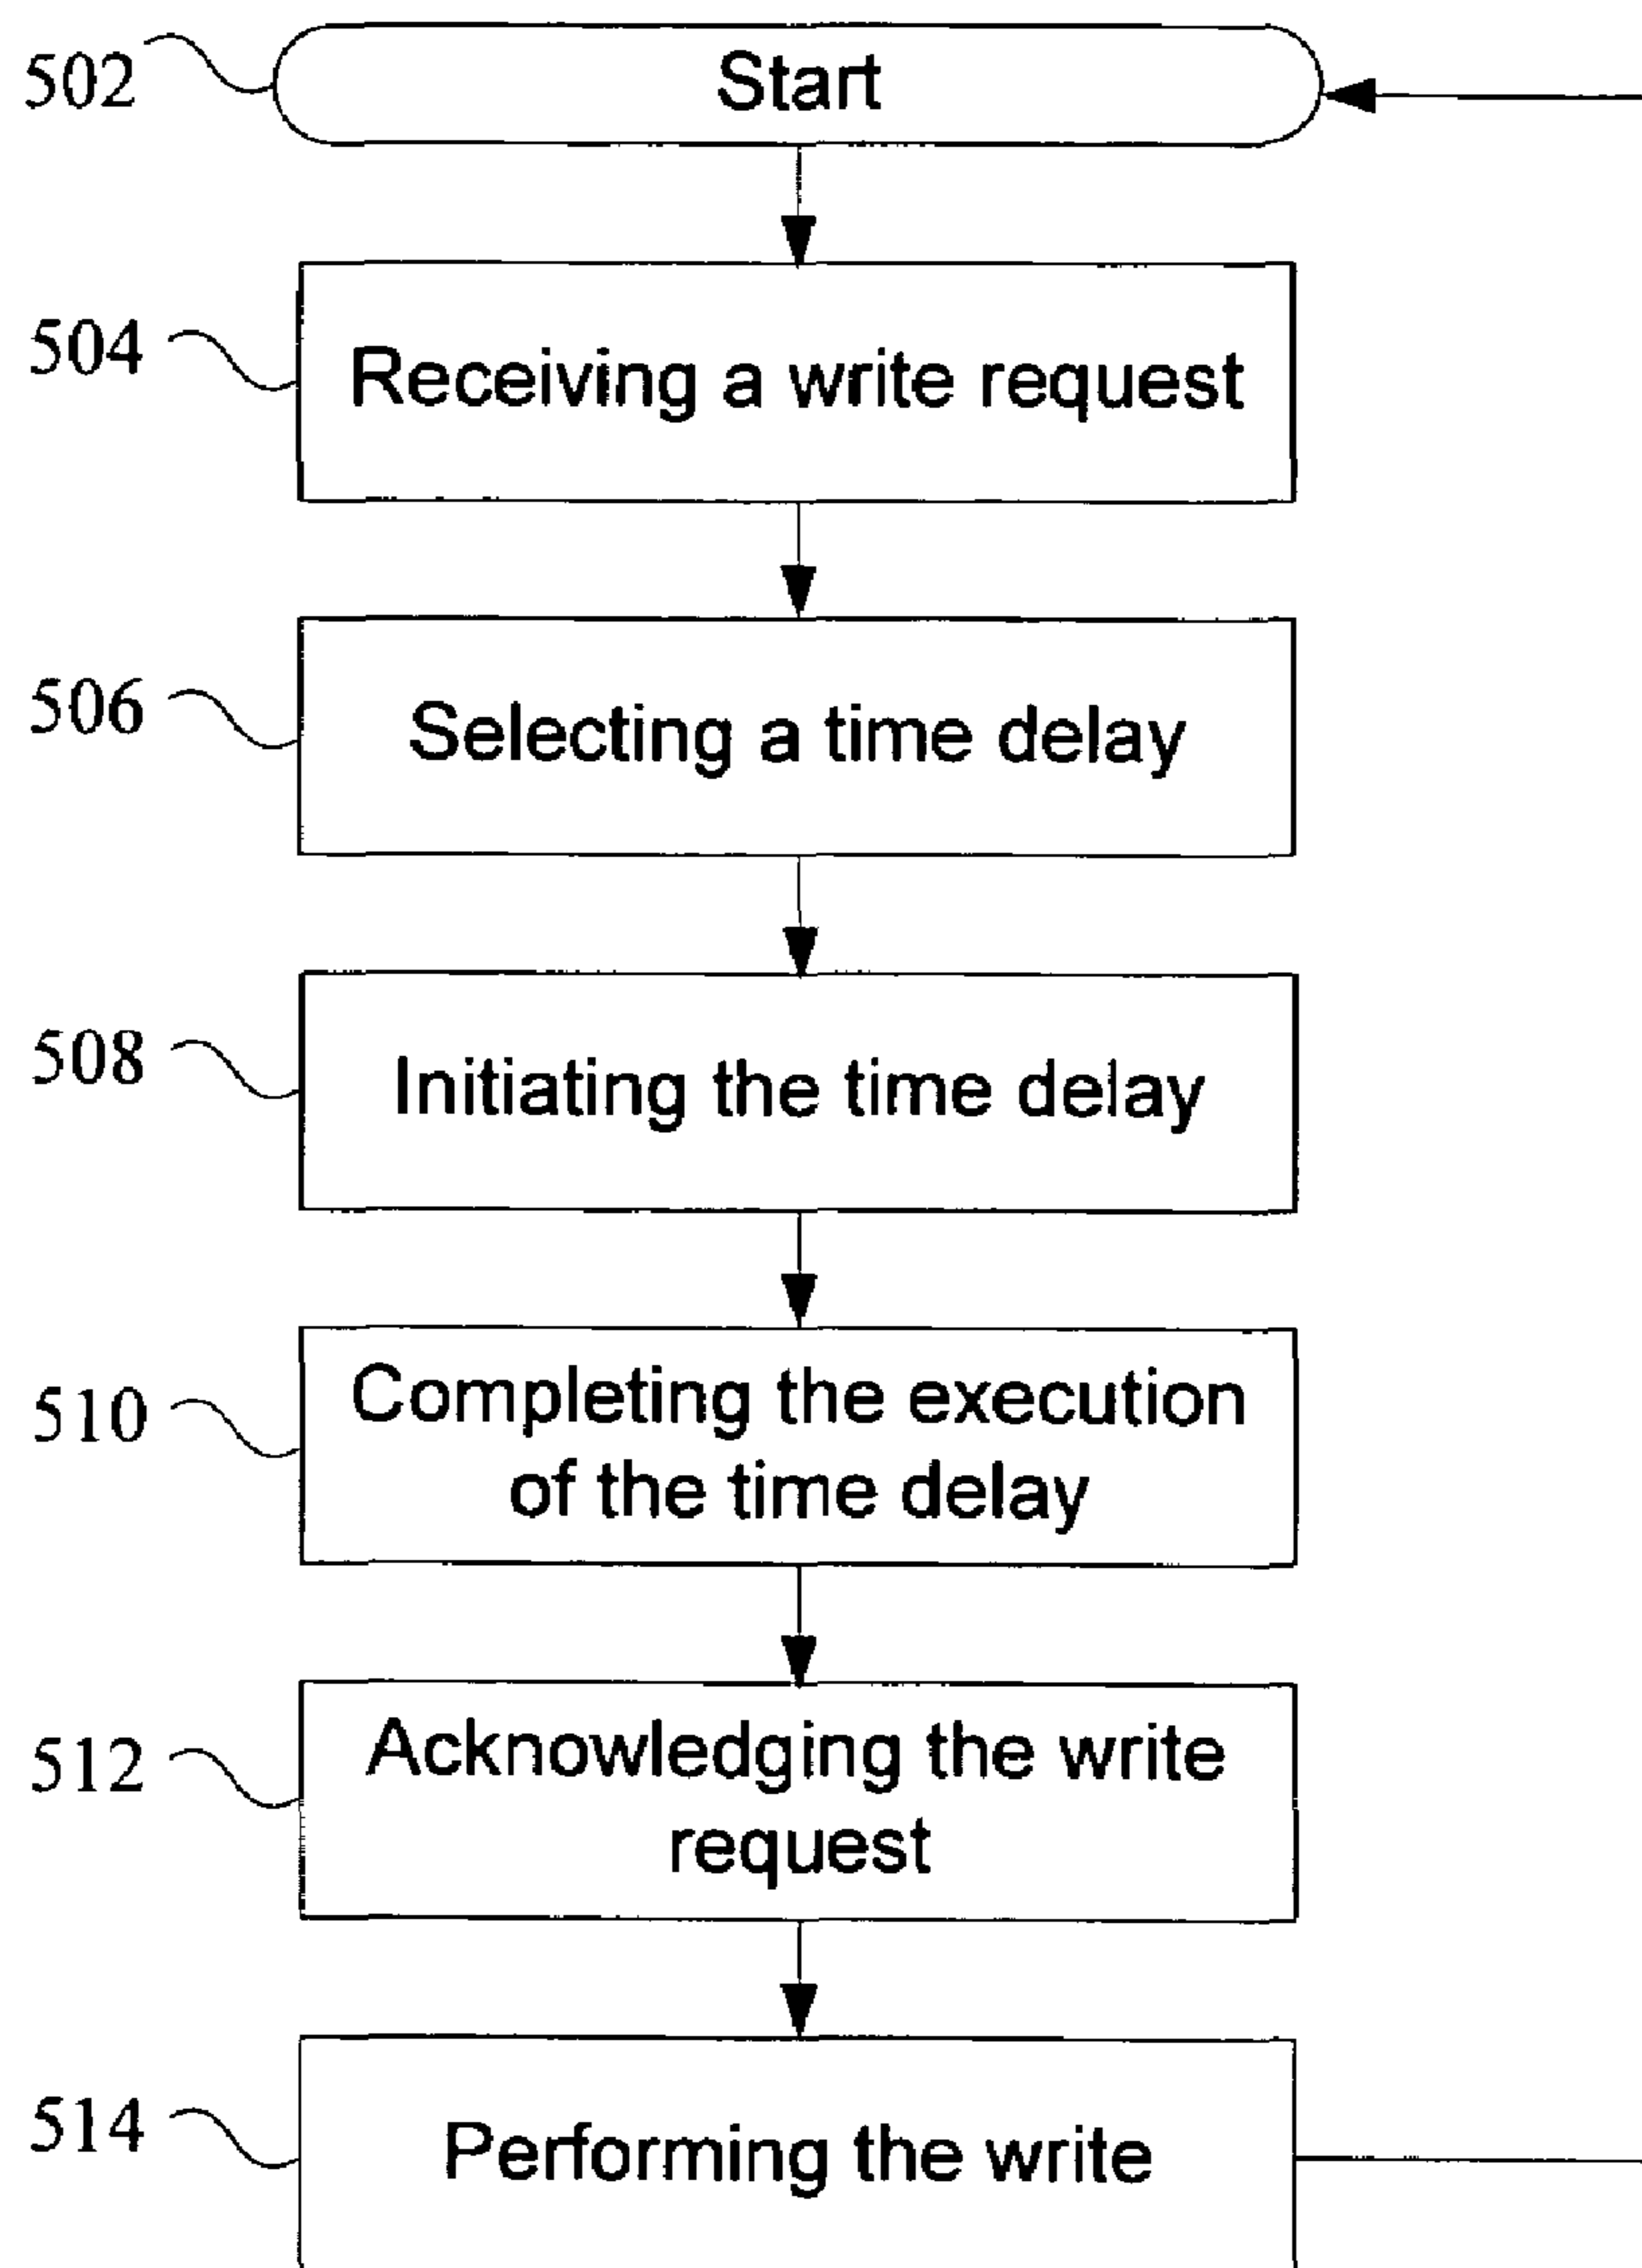 502
Start
504
Receiving a write request
506
Selecting a time delay
508
Initiating the time delay
510
Completing the execution
of the time delay
512
Acknowledging the write
request
514
Performing the write